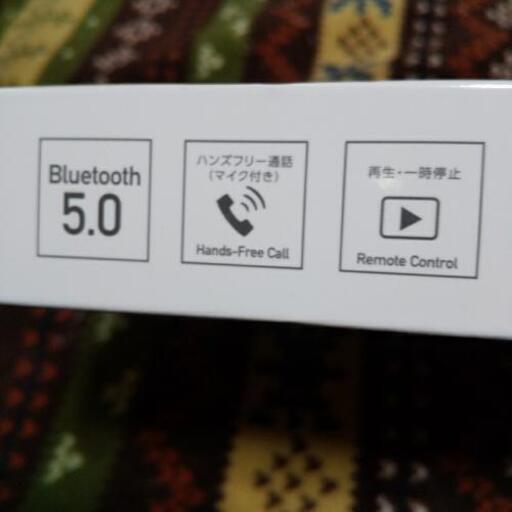 Bluetooth
5.0
ハンズフリー通話
(マイク付き)
Hands-Free Call
再生・一時停止
Remote Control